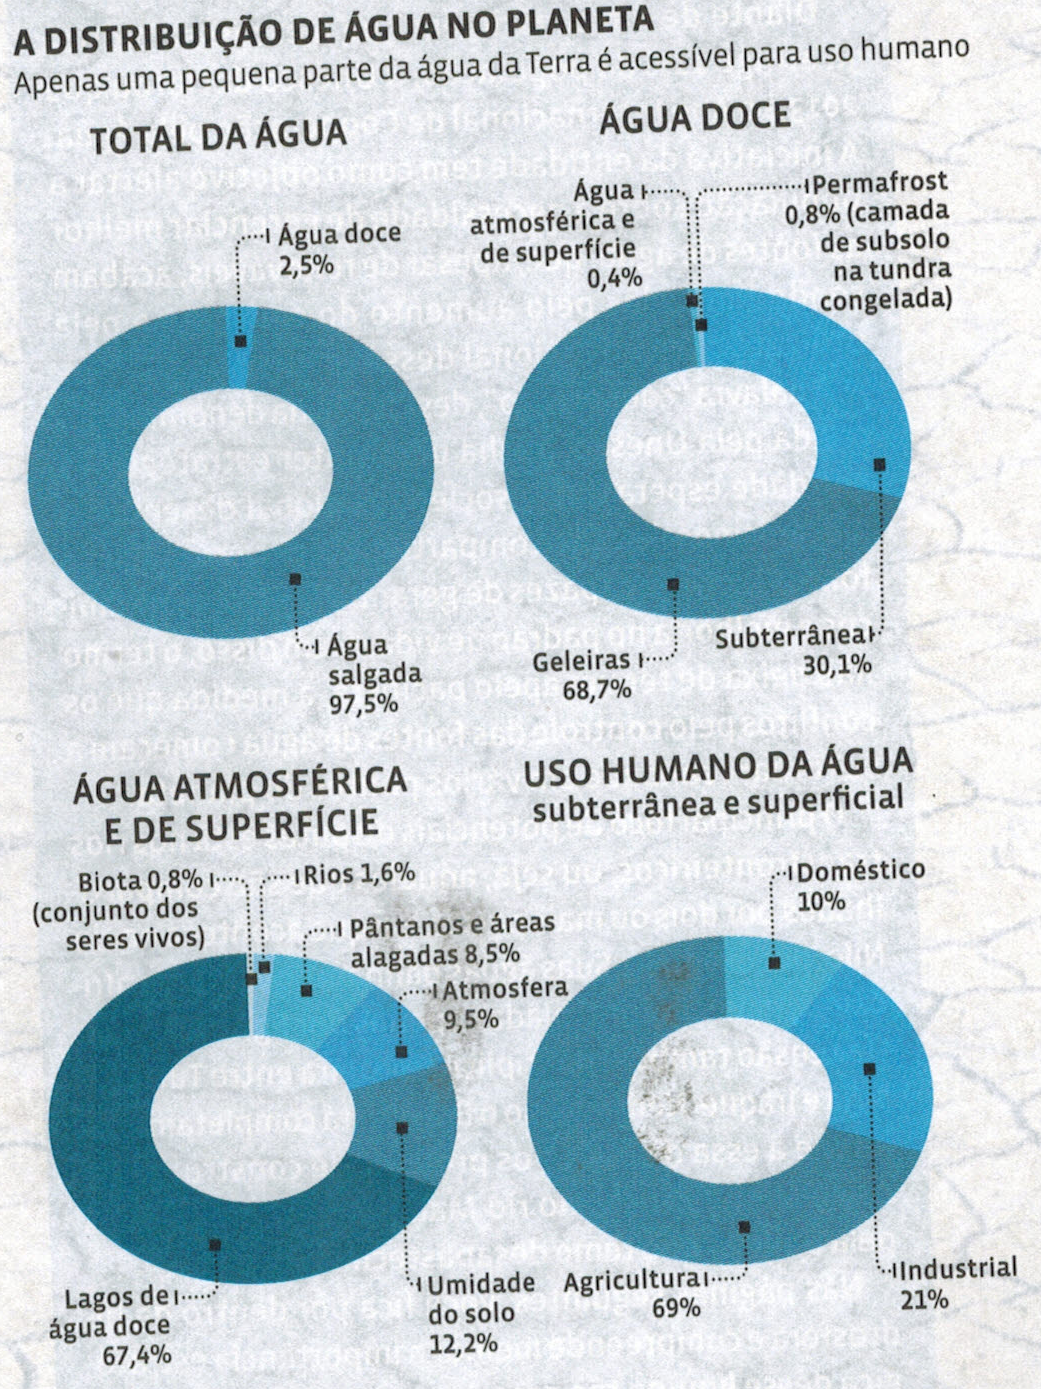 A DISTRIBUIÇÃO DE ÁGUA NO PLANETA
Apenas uma pequena parte da água da Terra é acessível para uso humano
TOTAL DA ÁGUA
Água doce
2,5%
Água
salgada
97,5%
ÁGUA DOCE
Água
atmosférica e
de superfície
0,4%
Permafrost
0,8% (camada
de subsolo
na tundra
congelada)
Geleiras
68,7%
Subterrânea
30,1%
ÁGUA ATMOSFÉRICA
E DE SUPERFÍCIE
Biota 0,8%
(conjunto dos
seres vivos)
Rios 1,6%
Pântanos e áreas
alagadas 8,5%
Atmosfera
9,5%
Lagos de
água doce
67,4%
Umidade
do solo
12,2%
USO HUMANO DA ÁGUA
subterrânea e superficial
Doméstico
10%
Agricultura
69%
Industrial
21%